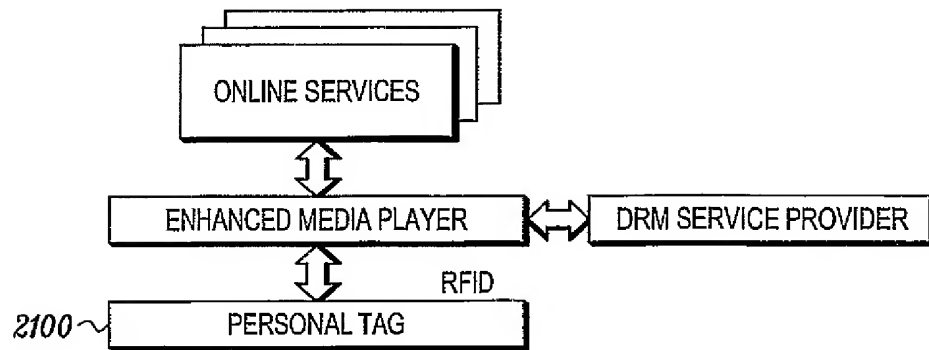 ONLINE SERVICES
ENHANCED MEDIA PLAYER
DRM SERVICE PROVIDER
RFID
2100
PERSONAL TAG